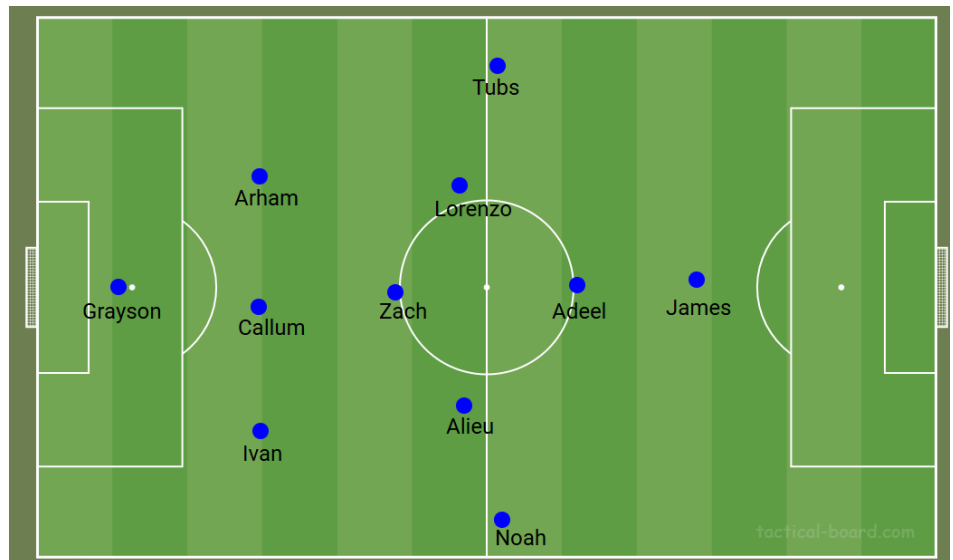 Tubs
Arham
Lorenzo
Grayson
Callum
Zach
Adeel
James
Alieu
Ivan
Noah
tactical-board.com